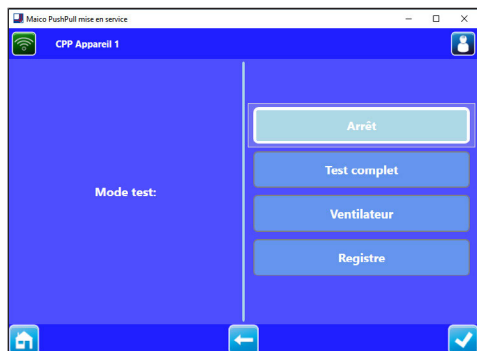 Maico PushPull mise en service
CPP Appareil 1
Mode test:
Arrêt
Test complet
Ventilateur
Registre